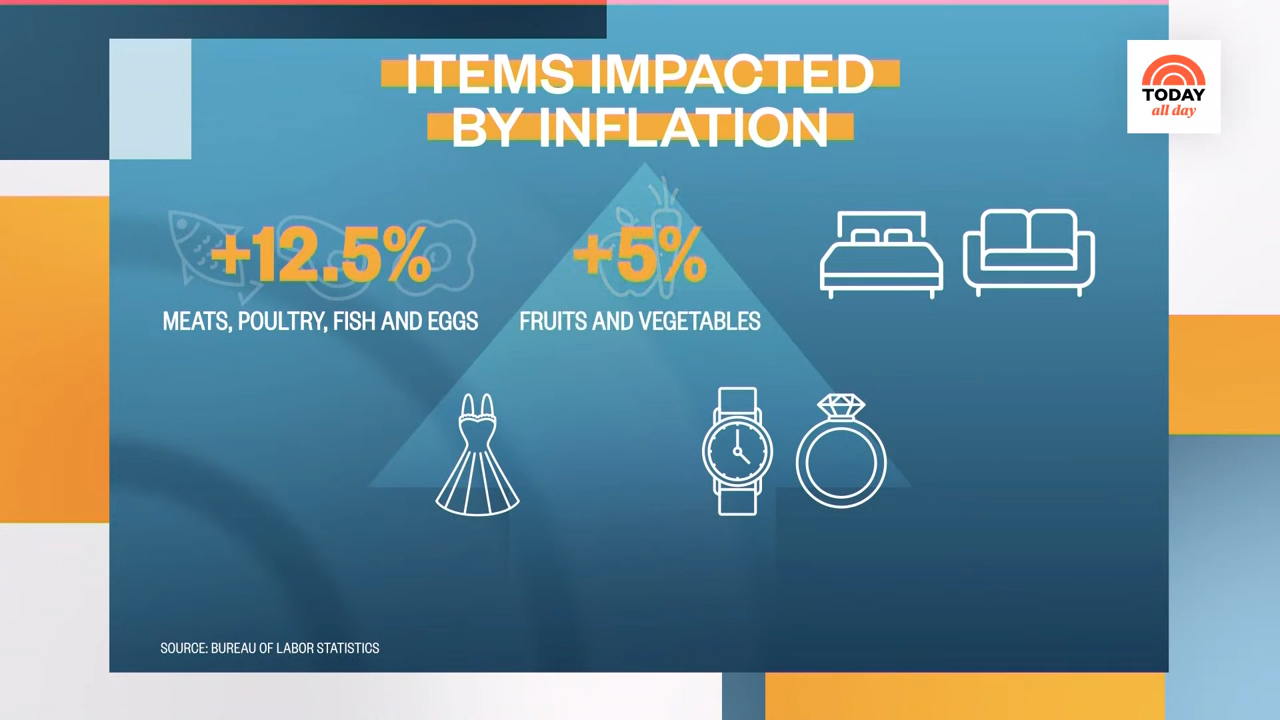 ITEMS IMPACTED
BY INFLATION
TODAY
all day
+12.5%
MEATS, POULTRY, FISH AND EGGS
+5%
FRUITS AND VEGETABLES
SOURCE: BUREAU OF LABOR STATISTICS